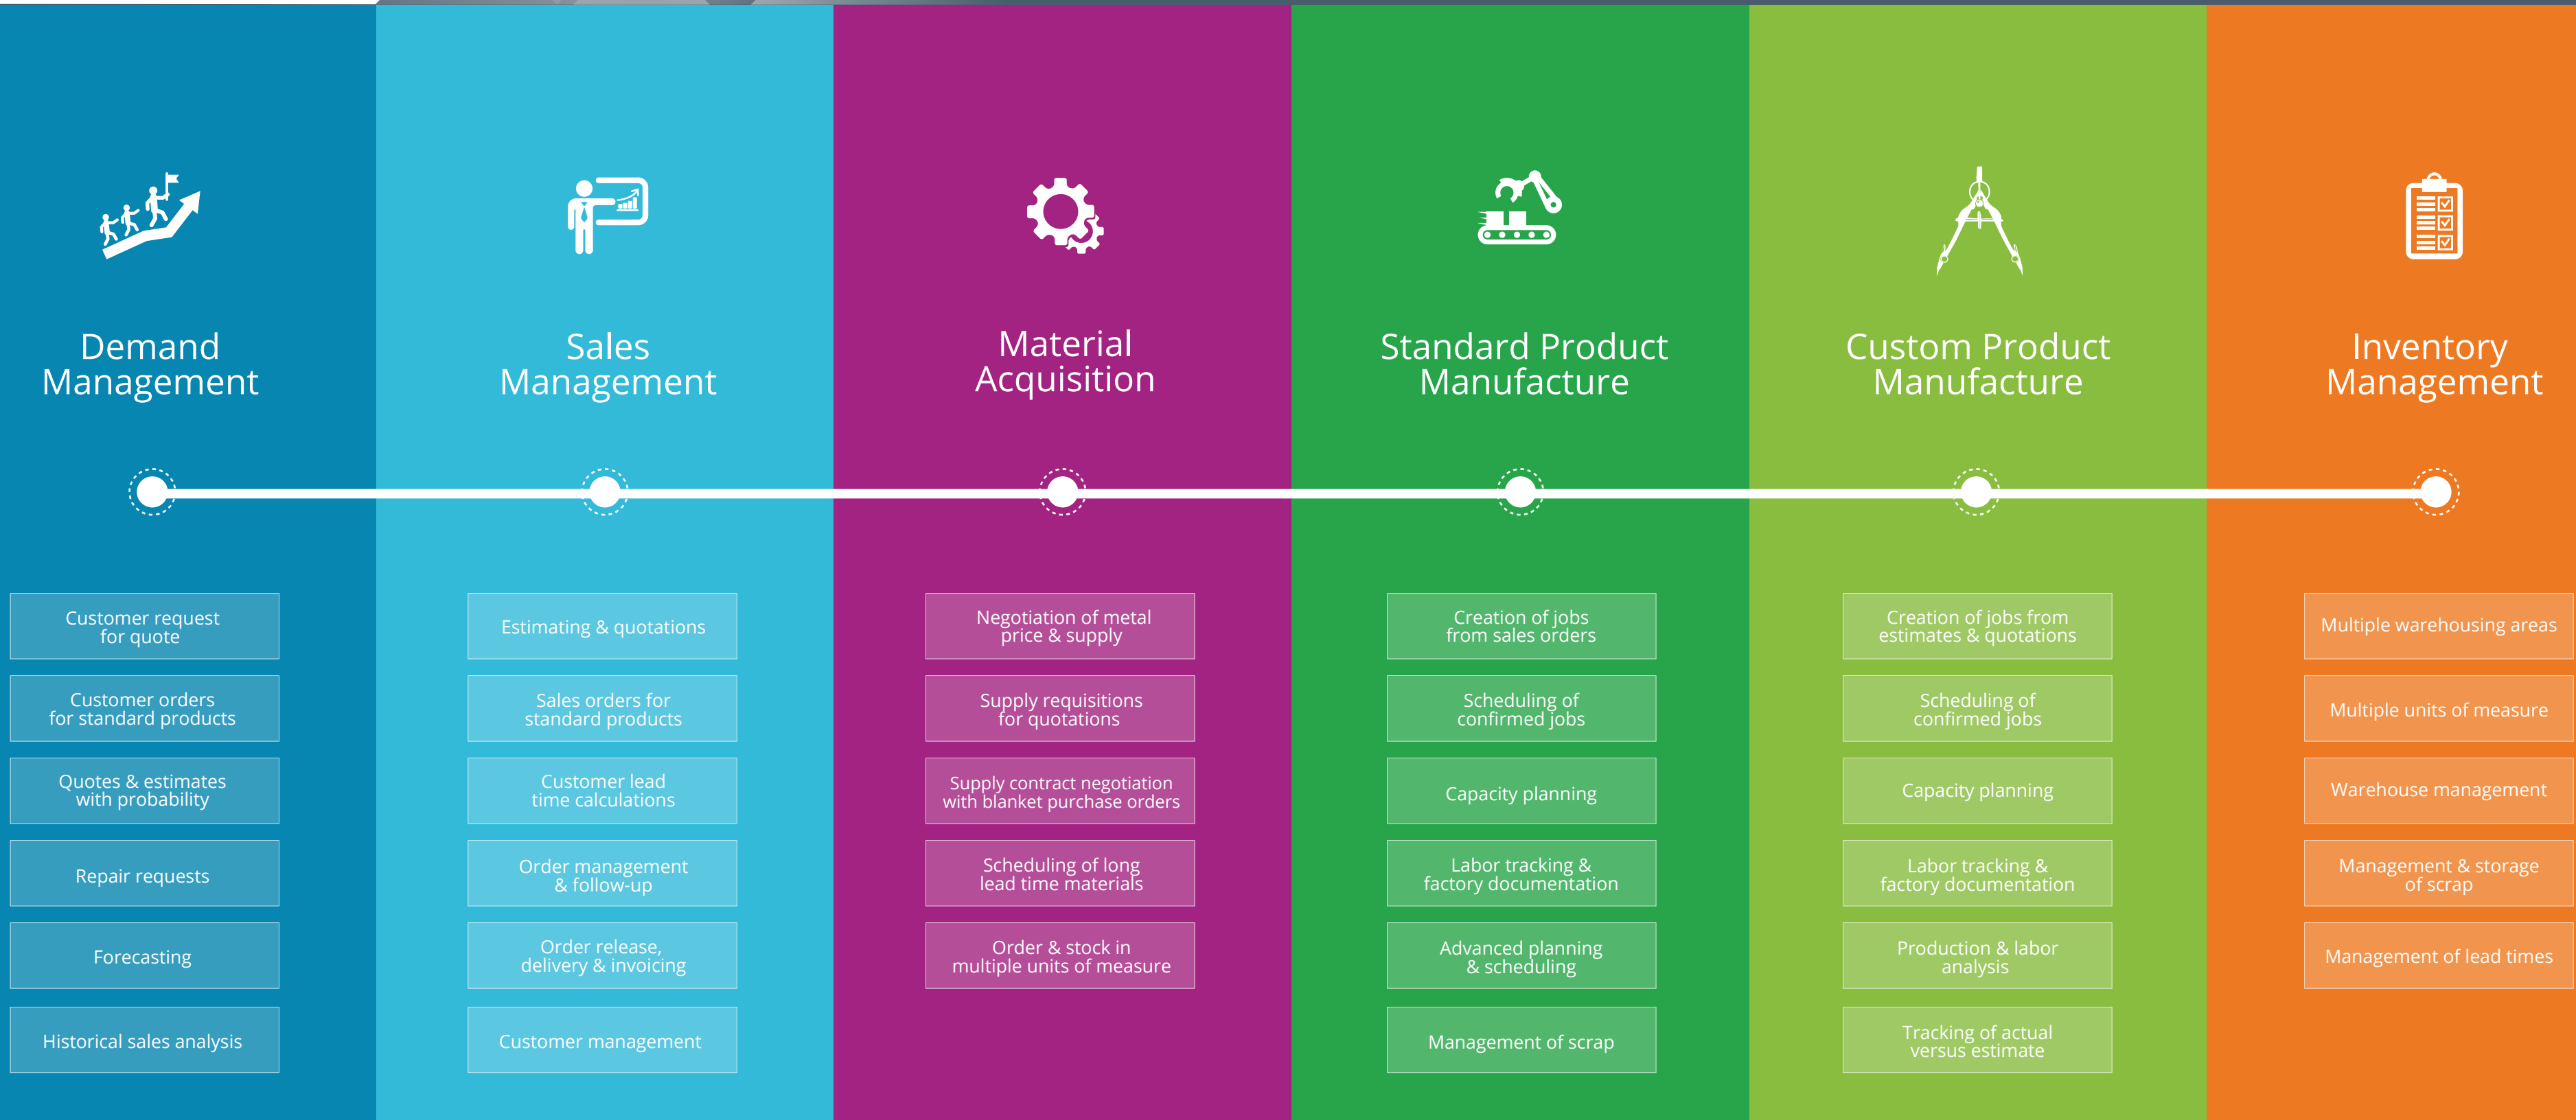 Demand
Management
Sales
Management
Material
Acquisition
Standard Product
Manufacture
Custom Product
Manufacture
Inventory
Management
Customer request
for quote
Customer orders
for standard products
Quotes & estimates
with probability
Repair requests
Forecasting
Historical sales analysis
Estimating & quotations
Sales orders for
standard products
Customer lead
time calculations
Order management
& follow-up
Order release,
delivery & invoicing
Customer management
Negotiation of metal
price & supply
Supply requisitions
for quotations
Supply contract negotiation
with blanket purchase orders
Scheduling of long
lead time materials
Order & stock in
multiple units of measure
Creation of jobs
from sales orders
Scheduling of
confirmed jobs
Capacity planning
Labor tracking &
factory documentation
Advanced planning
& scheduling
Management of scrap
Creation of jobs from
estimates & quotations
Scheduling of
confirmed jobs
Capacity planning
Labor tracking &
factory documentation
Production & labor
analysis
Tracking of actual
versus estimate
Multiple warehousing areas
Multiple units of measure
Warehouse management
Management & storage
of scrap
Management of lead times